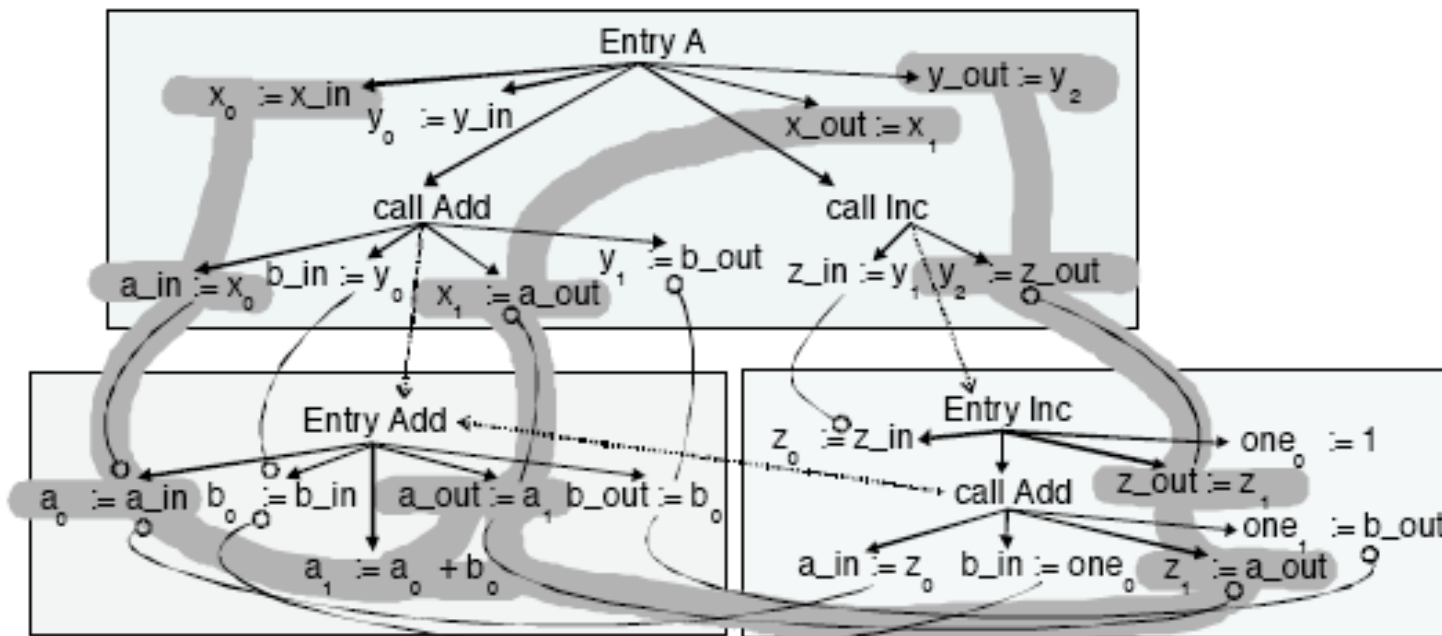 Entry A
x₀ := x_in
y₀ := y_in
x_out := x₁
y_out := y₂
call Add
call Inc
a_in := x₀
b_in := y₀
x₁ := a_out
y₁ := b_out
z_in := y₁
y₂ := z_out
Entry Add
a₀ := a_in
b₀ := b_in
a_out := a₁
b_out := b₀
a₁ := a₀ + b₀
Entry Inc
z₀ := z_in
one₀ := 1
call Add
z_out := z₁
one₁ := b_out
a_in := z₀
b_in := one₀
z₁ := a_out